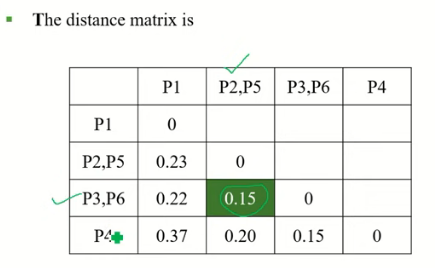 The distance matrix is
P1 P2,P5 P3,P6 P4
P1 0
P2,P5 0.23 0
P3,P6 0.22 0.15 0
P4 0.37 0.20 0.15 0